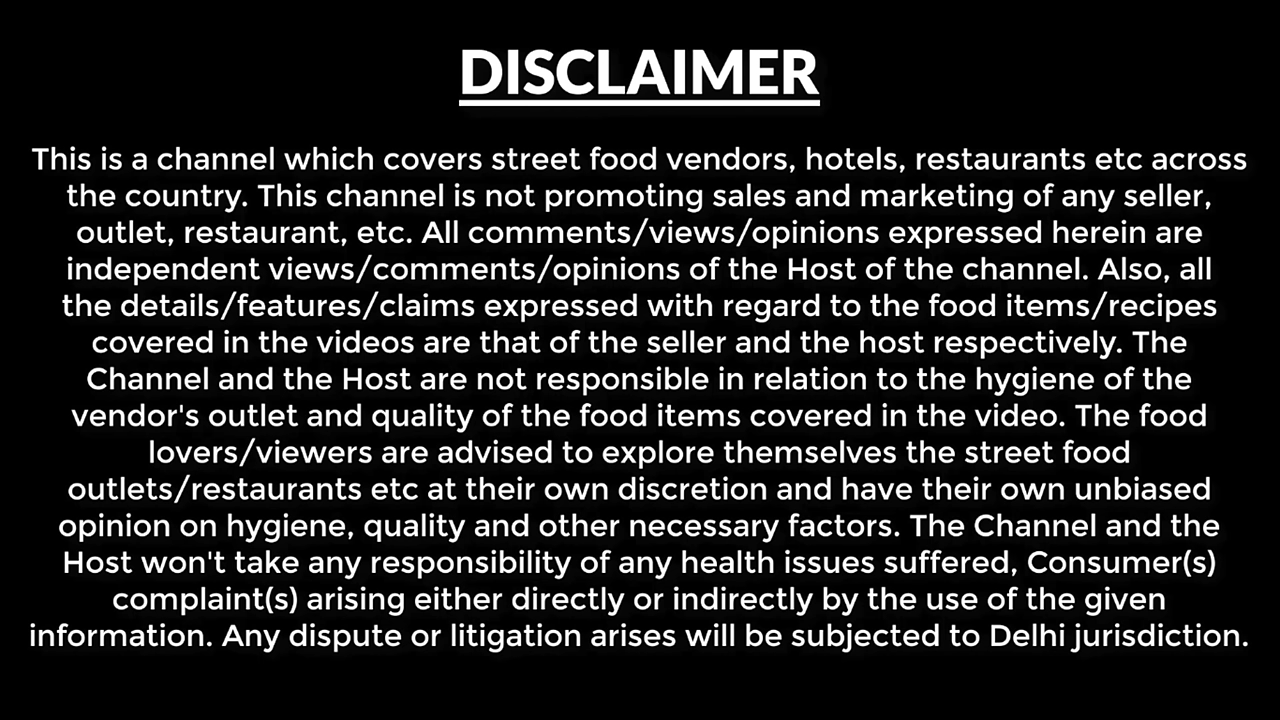 DISCLAIMER
This is a channel which covers street food vendors, hotels, restaurants etc across
the country. This channel is not promoting sales and marketing of any seller,
outlet, restaurant, etc. All comments/views/opinions expressed herein are
independent views/comments/opinions of the Host of the channel. Also, all
the details/features/claims expressed with regard to the food items/recipes
covered in the videos are that of the seller and the host respectively. The
Channel and the Host are not responsible in relation to the hygiene of the
vendor's outlet and quality of the food items covered in the video. The food
lovers/viewers are advised to explore themselves the street food
outlets/restaurants etc at their own discretion and have their own unbiased
opinion on hygiene, quality and other necessary factors. The Channel and the
Host won't take any responsibility of any health issues suffered, Consumer(s)
complaint(s) arising either directly or indirectly by the use of the given
information. Any dispute or litigation arises will be subjected to Delhi jurisdiction.